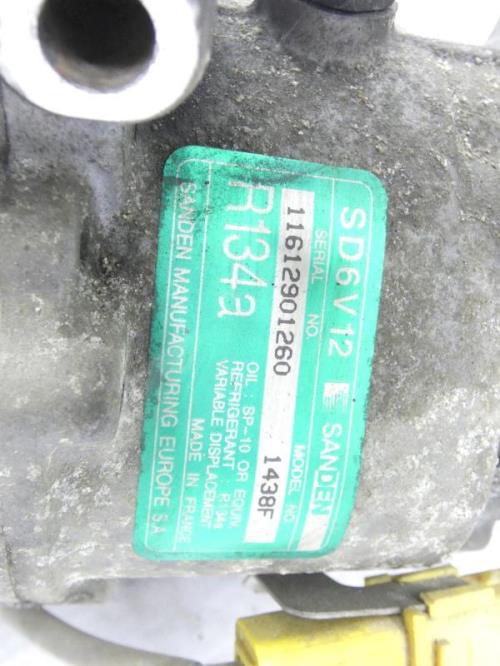 SD6V12 SANDEN
SERIAL NO. MODEL NO
11612901260 1438F
R134a
OIL : SP-10 OR EQUIV
REFRIGERANT : R134a
VARIABLE DISPLACEMENT
MADE IN FRANCE
SANDEN MANUFACTURING EUROPE S.A.